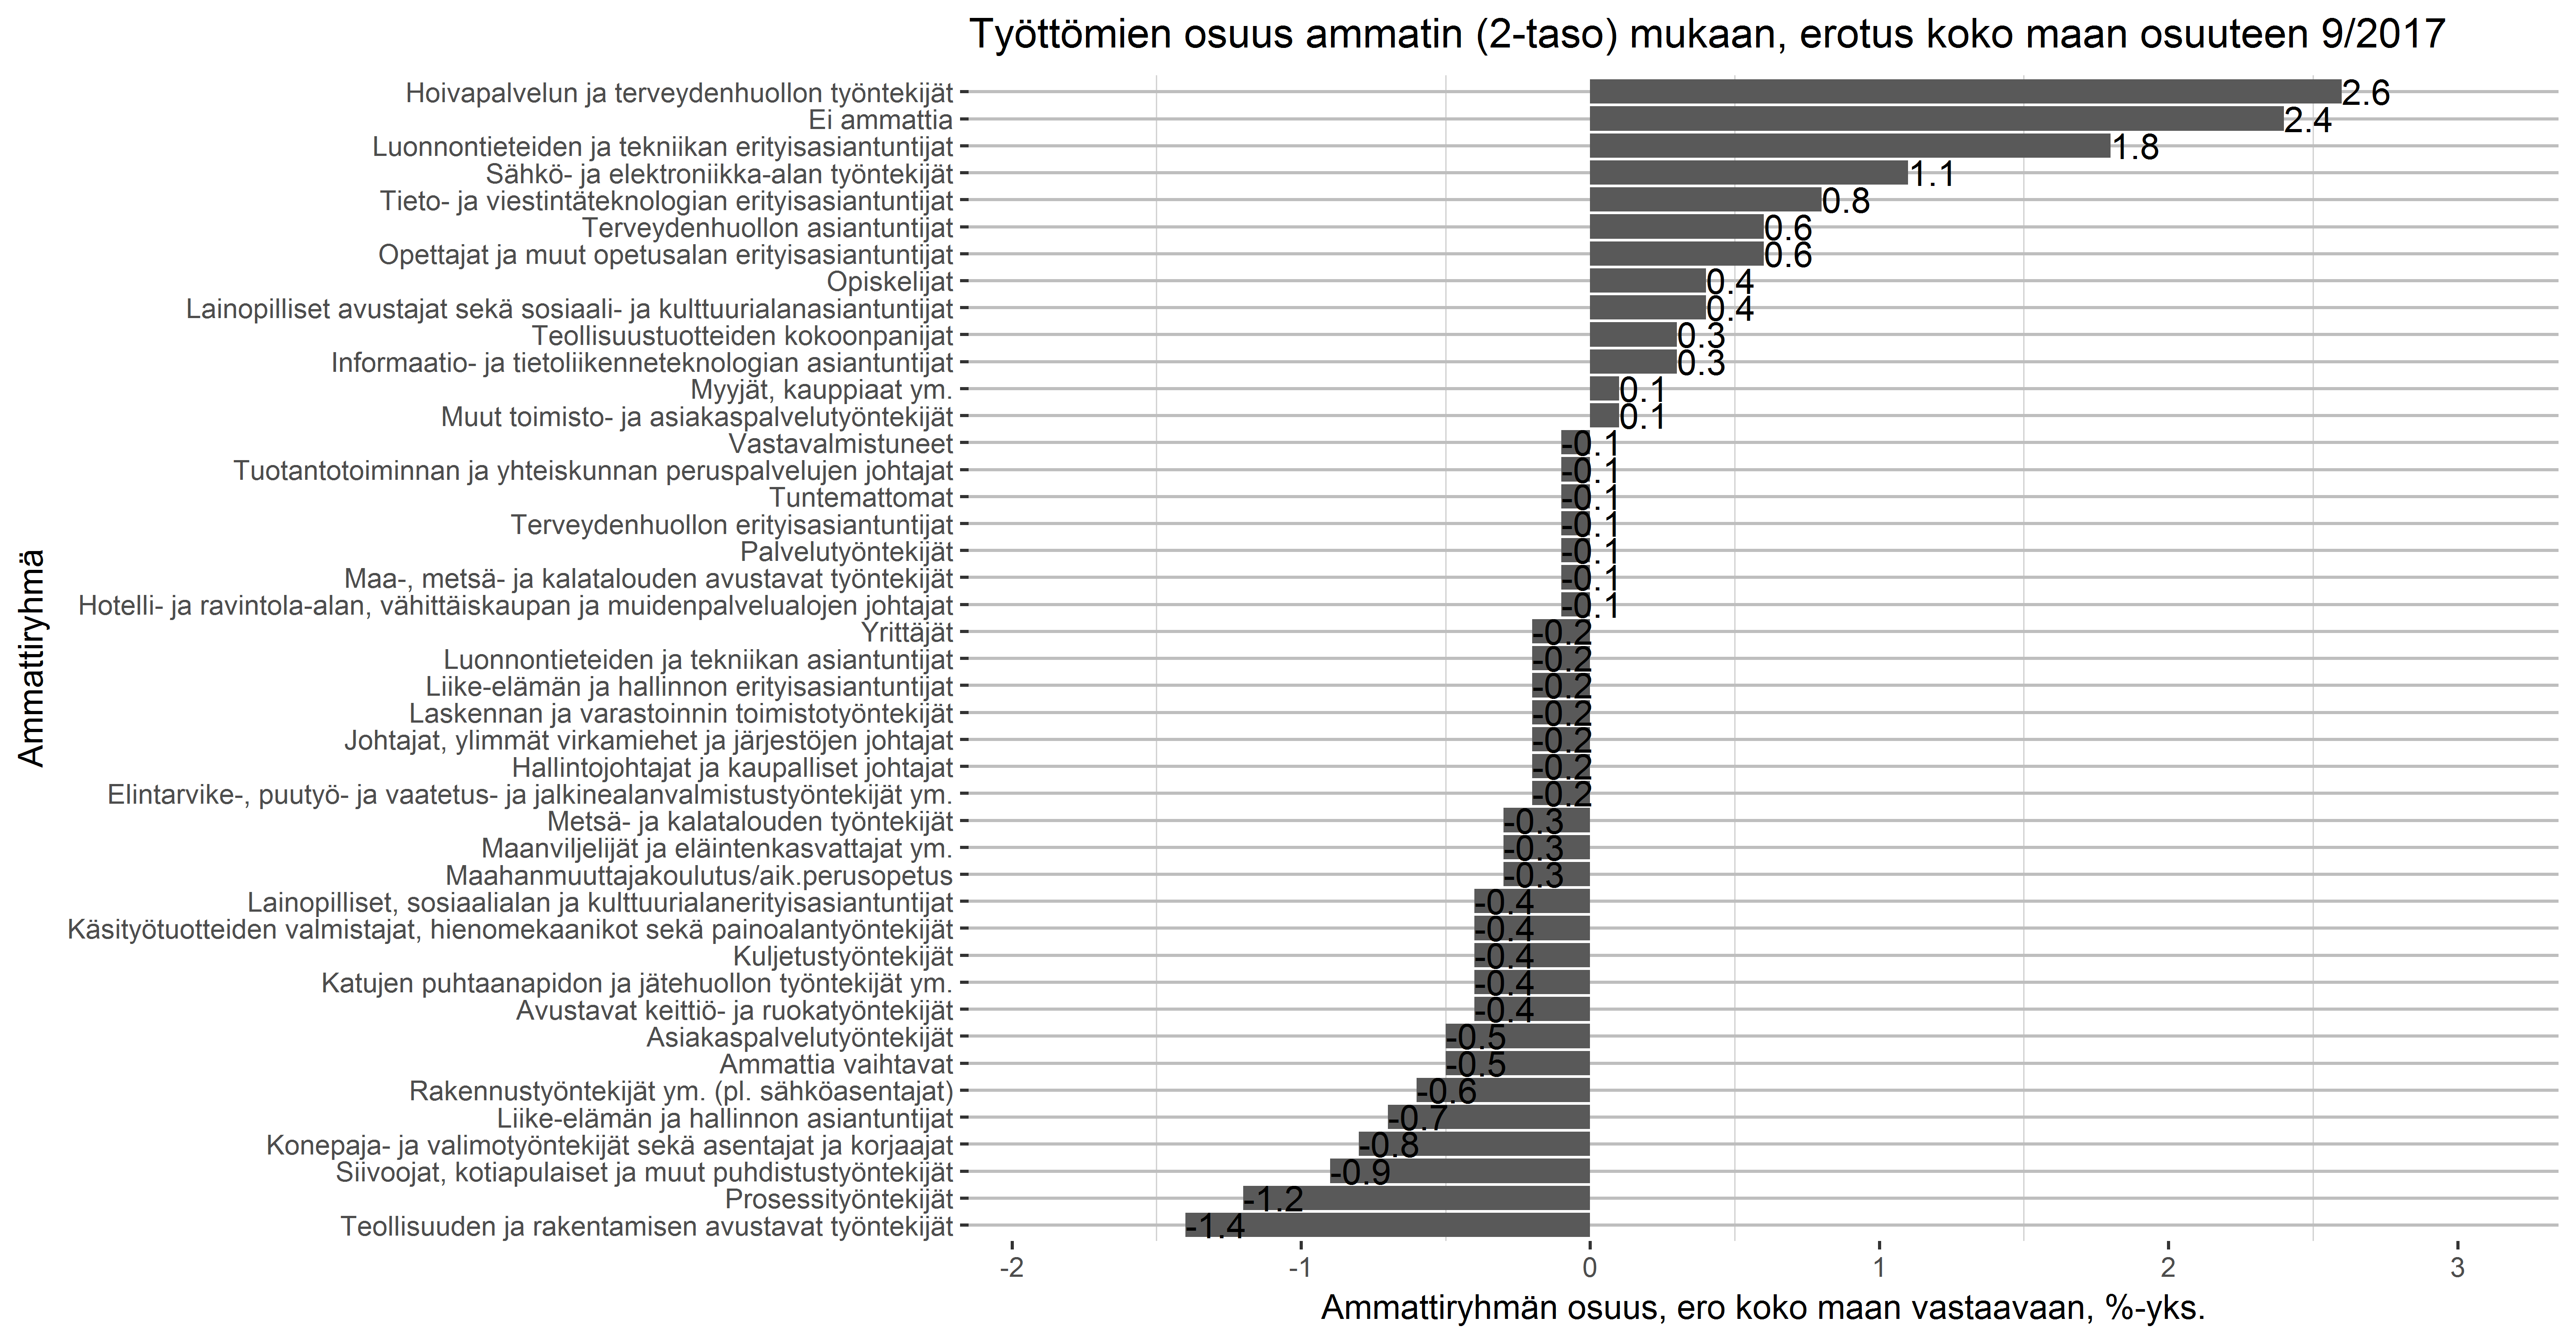 Työttömien osuus ammatin (2-taso) mukaan, erotus koko maan osuuteen 9/2017
Ammattiryhmä
Hoivapalvelun ja terveydenhuollon työntekijät 2.6
Ei ammattia 2.4
Luonnontieteiden ja tekniikan erityisasiantuntijat 1.8
Sähkö- ja elektroniikka-alan työntekijät 1.1
Tieto- ja viestintäteknologian erityisasiantuntijat 0.8
Terveydenhuollon asiantuntijat 0.6
Opettajat ja muut opetusalan erityisasiantuntijat 0.6
Opiskelijat 0.4
Lainopilliset avustajat sekä sosiaali- ja kulttuurialanasiantuntijat 0.4
Teollisuustuotteiden kokoonpanijat 0.3
Informaatio- ja tietoliikenneteknologian asiantuntijat 0.3
Myyjät, kauppiaat ym. 0.1
Muut toimisto- ja asiakaspalvelutyöntekijät 0.1
Vastavalmistuneet -0.1
Tuotantotoiminnan ja yhteiskunnan peruspalvelujen johtajat -0.1
Tuntemattomat -0.1
Terveydenhuollon erityisasiantuntijat -0.1
Palvelutyöntekijät -0.1
Maa-, metsä- ja kalatalouden avustavat työntekijät -0.1
Hotelli- ja ravintola-alan, vähittäiskaupan ja muidenpalvelualojen johtajat -0.1
Yrittäjät -0.2
Luonnontieteiden ja tekniikan asiantuntijat -0.2
Liike-elämän ja hallinnon erityisasiantuntijat -0.2
Laskennan ja varastoinnin toimistotyöntekijät -0.2
Johtajat, ylimmät virkamiehet ja järjestöjen johtajat -0.2
Hallintojohtajat ja kaupalliset johtajat -0.2
Elintarvike-, puutyö- ja vaatetus- ja jalkinealanvalmistustyöntekijät ym. -0.2
Metsä- ja kalatalouden työntekijät -0.3
Maanviljelijät ja eläintenkasvattajat ym. -0.3
Maahanmuuttajakoulutus/aik.perusopetus -0.3
Lainopilliset, sosiaalialan ja kulttuurialanerityisasiantuntijat -0.4
Käsityötuotteiden valmistajat, hienomekaanikot sekä painoalantyöntekijät -0.4
Kuljetustyöntekijät -0.4
Katujen puhtaanapidon ja jätehuollon työntekijät ym. -0.4
Avustavat keittiö- ja ruokatyöntekijät -0.4
Asiakaspalvelutyöntekijät -0.5
Ammattia vaihtavat -0.5
Rakennustyöntekijät ym. (pl. sähköasentajat) -0.6
Liike-elämän ja hallinnon asiantuntijat -0.7
Konepaja- ja valimotyöntekijät sekä asentajat ja korjaajat -0.8
Siivoojat, kotiapulaiset ja muut puhdistustyöntekijät -0.9
Prosessityöntekijät -1.2
Teollisuuden ja rakentamisen avustavat työntekijät -1.4
-2 -1 0 1 2 3
Ammattiryhmän osuus, ero koko maan vastaavaan, %-yks.